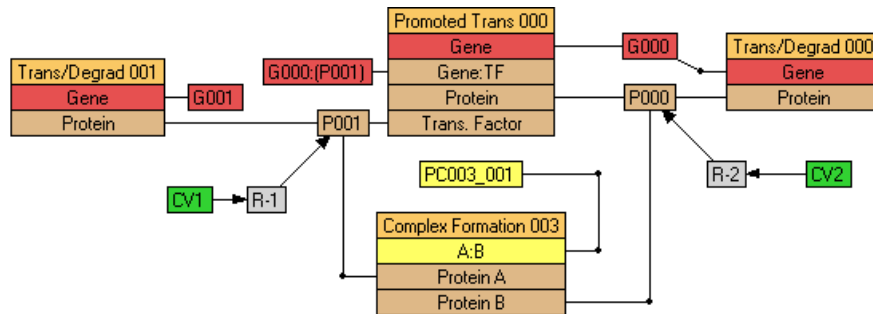 Promoted Trans 000
Gene
Gene:TF
Protein
Trans. Factor
G000:(P001)
G000
Trans/Degrad 001
Gene
Protein
G001
P001
Trans/Degrad 000
Gene
Protein
P000
CV1
R-1
PC003_001
R-2
CV2
Complex Formation 003
A:B
Protein A
Protein B